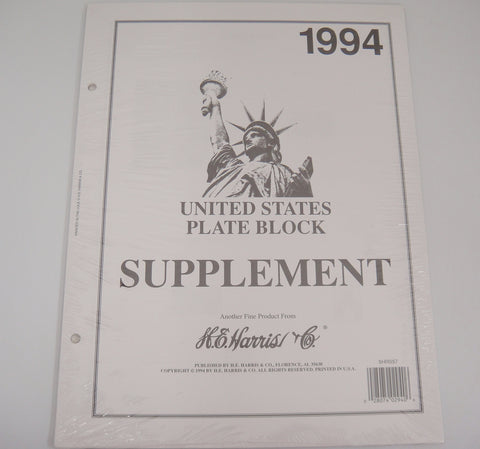 1994
UNITED STATES
PLATE BLOCK
SUPPLEMENT
Another Fine Product From
H.E. Harris & Co.®
PUBLISHED BY H.E. HARRIS & CO., FLORENCE, AL 35630
COPYRIGHT © 1994 BY H.E. HARRIS & CO. ALL RIGHTS RESERVED. PRINTED IN U.S.A.